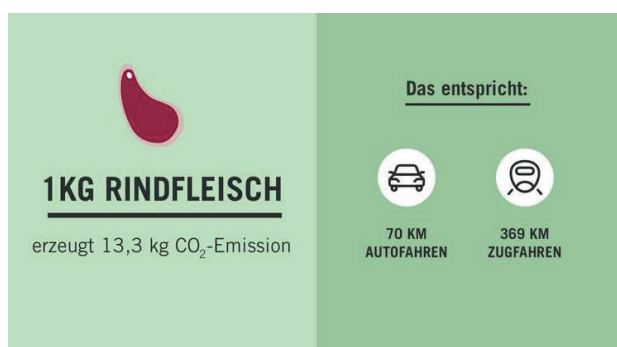 1KG RINDFLEISCH
erzeugt 13,3 kg CO₂-Emission
Das entspricht:
70 KM
AUTOFAHREN
369 KM
ZUGFAHREN